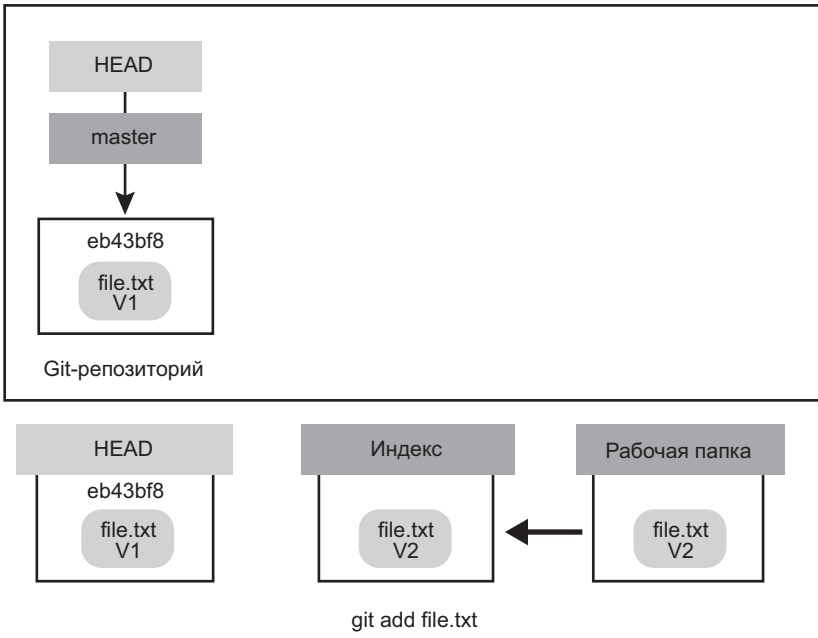 HEAD
master
eb43bf8
file.txt
V1
Git-репозиторий
HEAD
Индекс
Рабочая папка
eb43bf8
file.txt
V1
file.txt
V2
file.txt
V2
git add file.txt